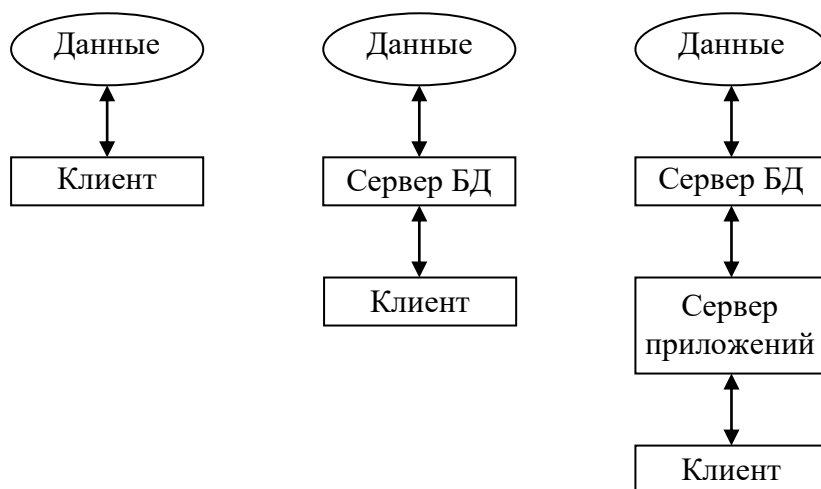 Данные
Клиент
Данные
Сервер БД
Клиент
Данные
Сервер БД
Сервер
приложений
Клиент